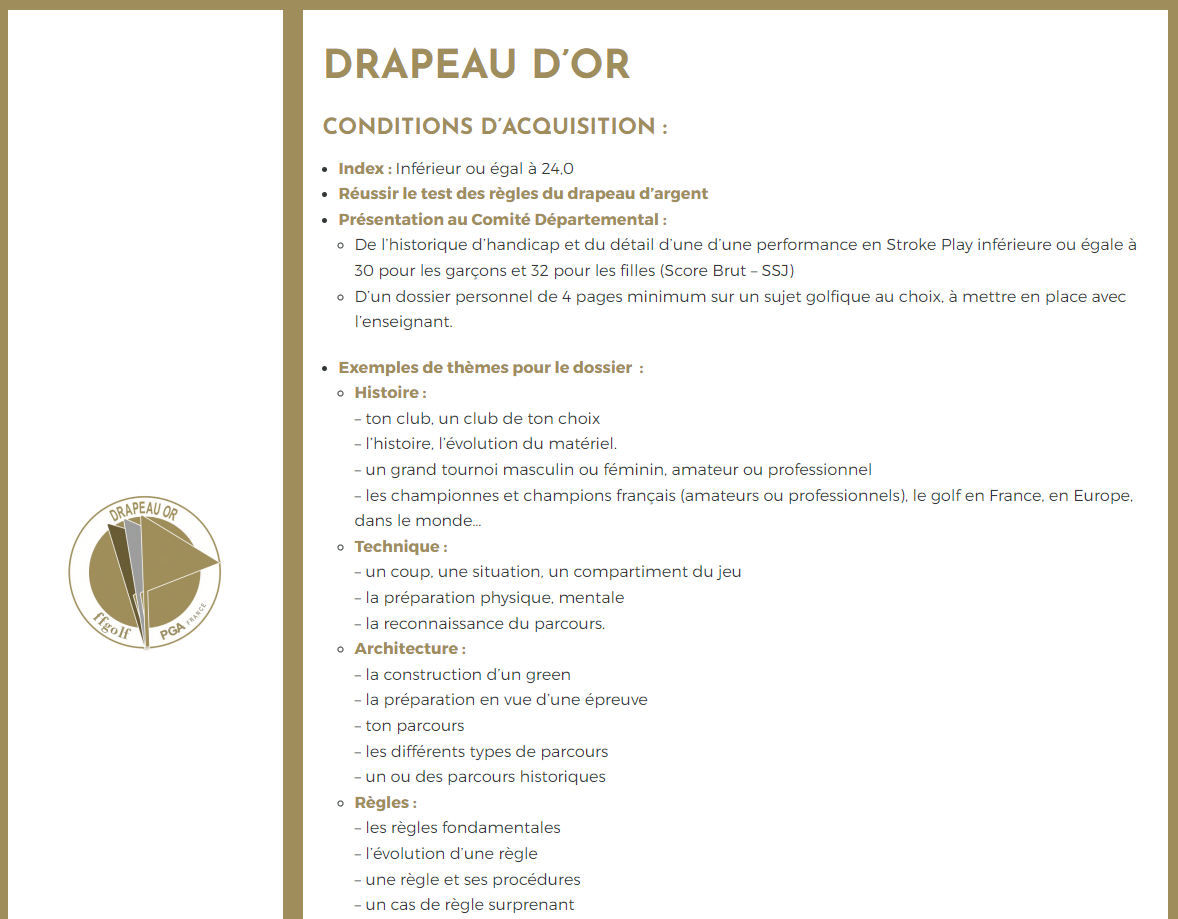 DRAPEAU D’OR
CONDITIONS D’ACQUISITION :
Index : Inférieur ou égal à 24,0
Réussir le test des règles du drapeau d’argent
Présentation au Comité Départemental :
De l’historique d’handicap et du détail d’une d’une performance en Stroke Play inférieure ou égale à
30 pour les garçons et 32 pour les filles (Score Brut – SSJ)
D’un dossier personnel de 4 pages minimum sur un sujet golfique au choix, à mettre en place avec
l’enseignant.
Exemples de thèmes pour le dossier :
Histoire :
– ton club, un club de ton choix
– l’histoire, l’évolution du matériel.
– un grand tournoi masculin ou féminin, amateur ou professionnel
– les championnes et champions français (amateurs ou professionnels), le golf en France, en Europe,
dans le monde…
Technique :
– un coup, une situation, un compartiment du jeu
– la préparation physique, mentale
– la reconnaissance du parcours.
Architecture :
– la construction d’un green
– la préparation en vue d’une épreuve
– ton parcours
– les différents types de parcours
– un ou des parcours historiques
Règles :
– les règles fondamentales
– l’évolution d’une règle
– une règle et ses procédures
– un cas de règle surprenant
DRAPEAU OR
ffgolf
PGA FRANCE